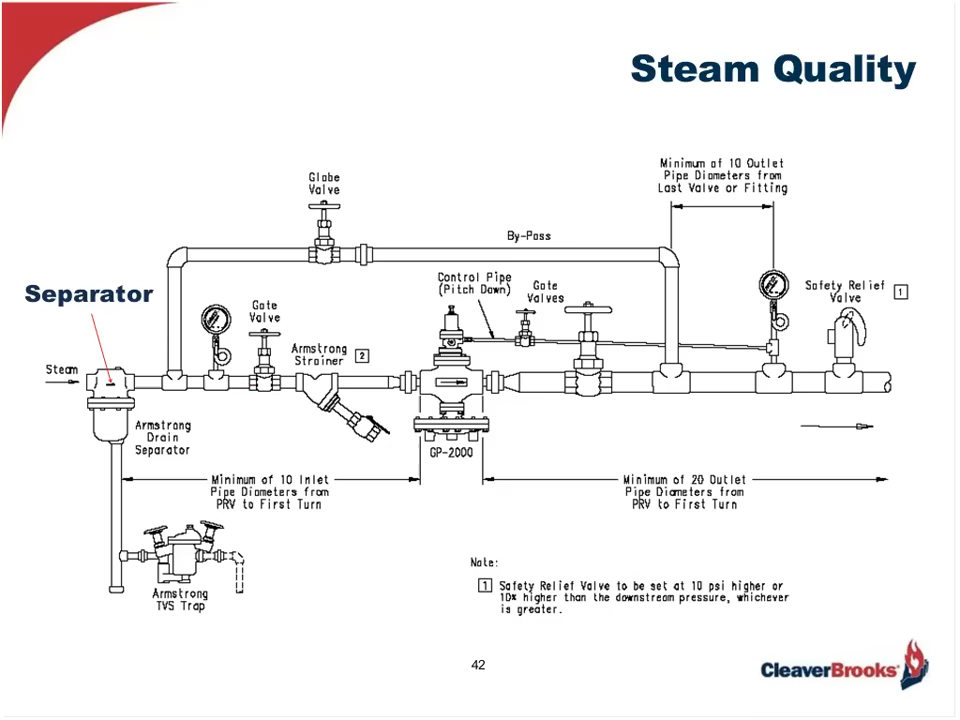 Steam Quality
Minimum of 10 Outlet
Pipe Diameters from
Last Valve or Fitting
Globe
Valve
By-Pass
Separator
Control Pipe
(Pitch Down)
Gate
Valves
Safety Relief
Valve
1
Gate
Valve
Armstrong
Strainer
2
Steam
Armstrong
Drain
Separator
GP-2000
Minimum of 10 Inlet
Pipe Diameters from
PRV to First Turn
Minimum of 20 Outlet
Pipe Diameters from
PRV to First Turn
Armstrong
TVS Trap
Note:
1 Safety Relief Valve to be set at 10 psi higher or
10% higher than the downstream pressure, whichever
is greater.
42
CleaverBrooks